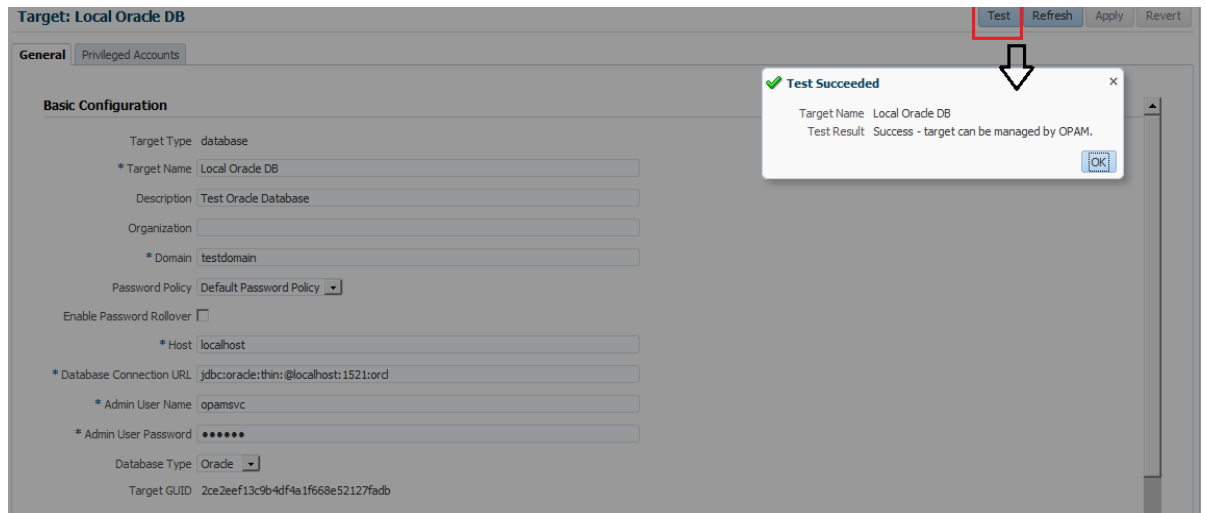 Target: Local Oracle DB
Test Refresh Apply Revert
General Privileged Accounts
Test Succeeded
Target Name Local Oracle DB
Test Result Success - target can be managed by OPAM.
OK
Basic Configuration
Target Type database
* Target Name Local Oracle DB
Description Test Oracle Database
Organization
* Domain testdomain
Password Policy Default Password Policy
Enable Password Rollover
* Host localhost
* Database Connection URL jdbc:oracle:thin:@localhost:1521:orcl
* Admin User Name opamsvc
* Admin User Password ●●●●●●
Database Type Oracle
Target GUID 2ce2eef13c9b4df4a1f668e52127fadb